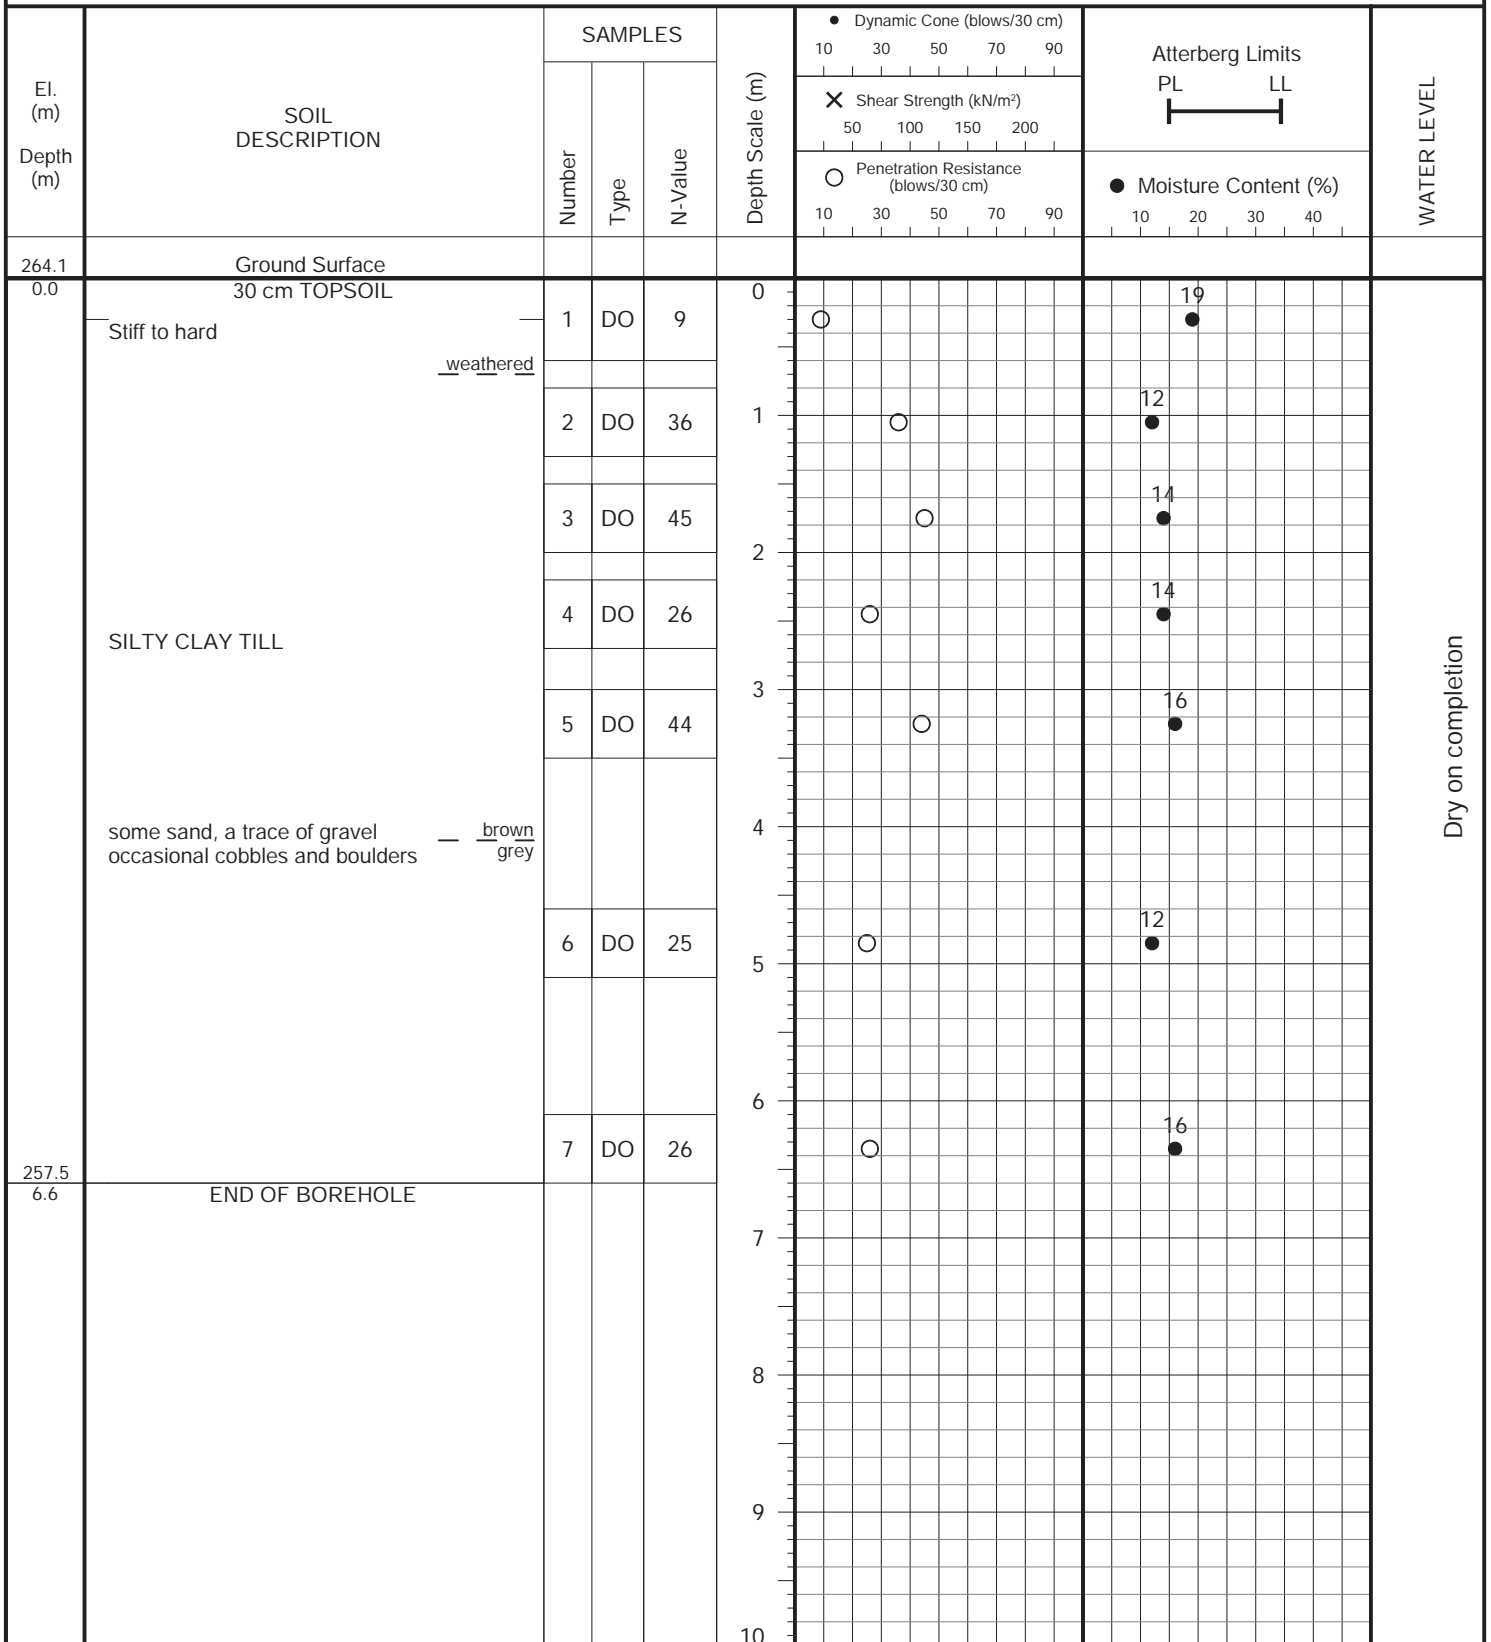 El.
(m)
Depth
(m)
SOIL
DESCRIPTION
SAMPLES
Number
Type
N-Value
Depth Scale (m)
Dynamic Cone (blows/30 cm)
10 30 50 70 90
Shear Strength (kN/m²)
50 100 150 200
Penetration Resistance
(blows/30 cm)
10 30 50 70 90
Atterberg Limits
PL LL
Moisture Content (%)
10 20 30 40
WATER LEVEL
264.1 Ground Surface
0.0 30 cm TOPSOIL 0
19
Stiff to hard 1 DO 9
weathered
12
1
2 DO 36
14
3 DO 45
2
14
4 DO 26
SILTY CLAY TILL
3
16
5 DO 44
Dry on completion
some sand, a trace of gravel brown 4
occasional cobbles and boulders grey
12
6 DO 25
5
6
16
7 DO 26
257.5
6.6 END OF BOREHOLE
7
8
9
10